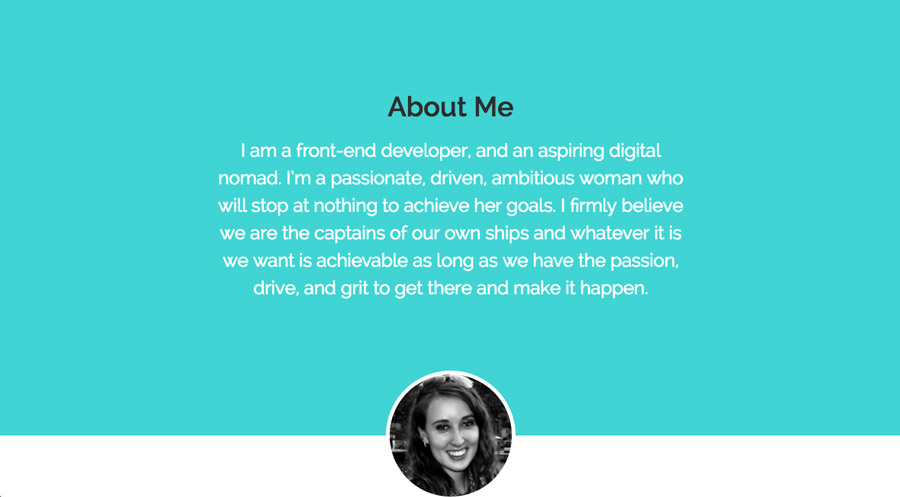 About Me
I am a front-end developer, and an aspiring digital
nomad. I'm a passionate, driven, ambitious woman who
will stop at nothing to achieve her goals. I firmly believe
we are the captains of our own ships and whatever it is
we want is achievable as long as we have the passion,
drive, and grit to get there and make it happen.